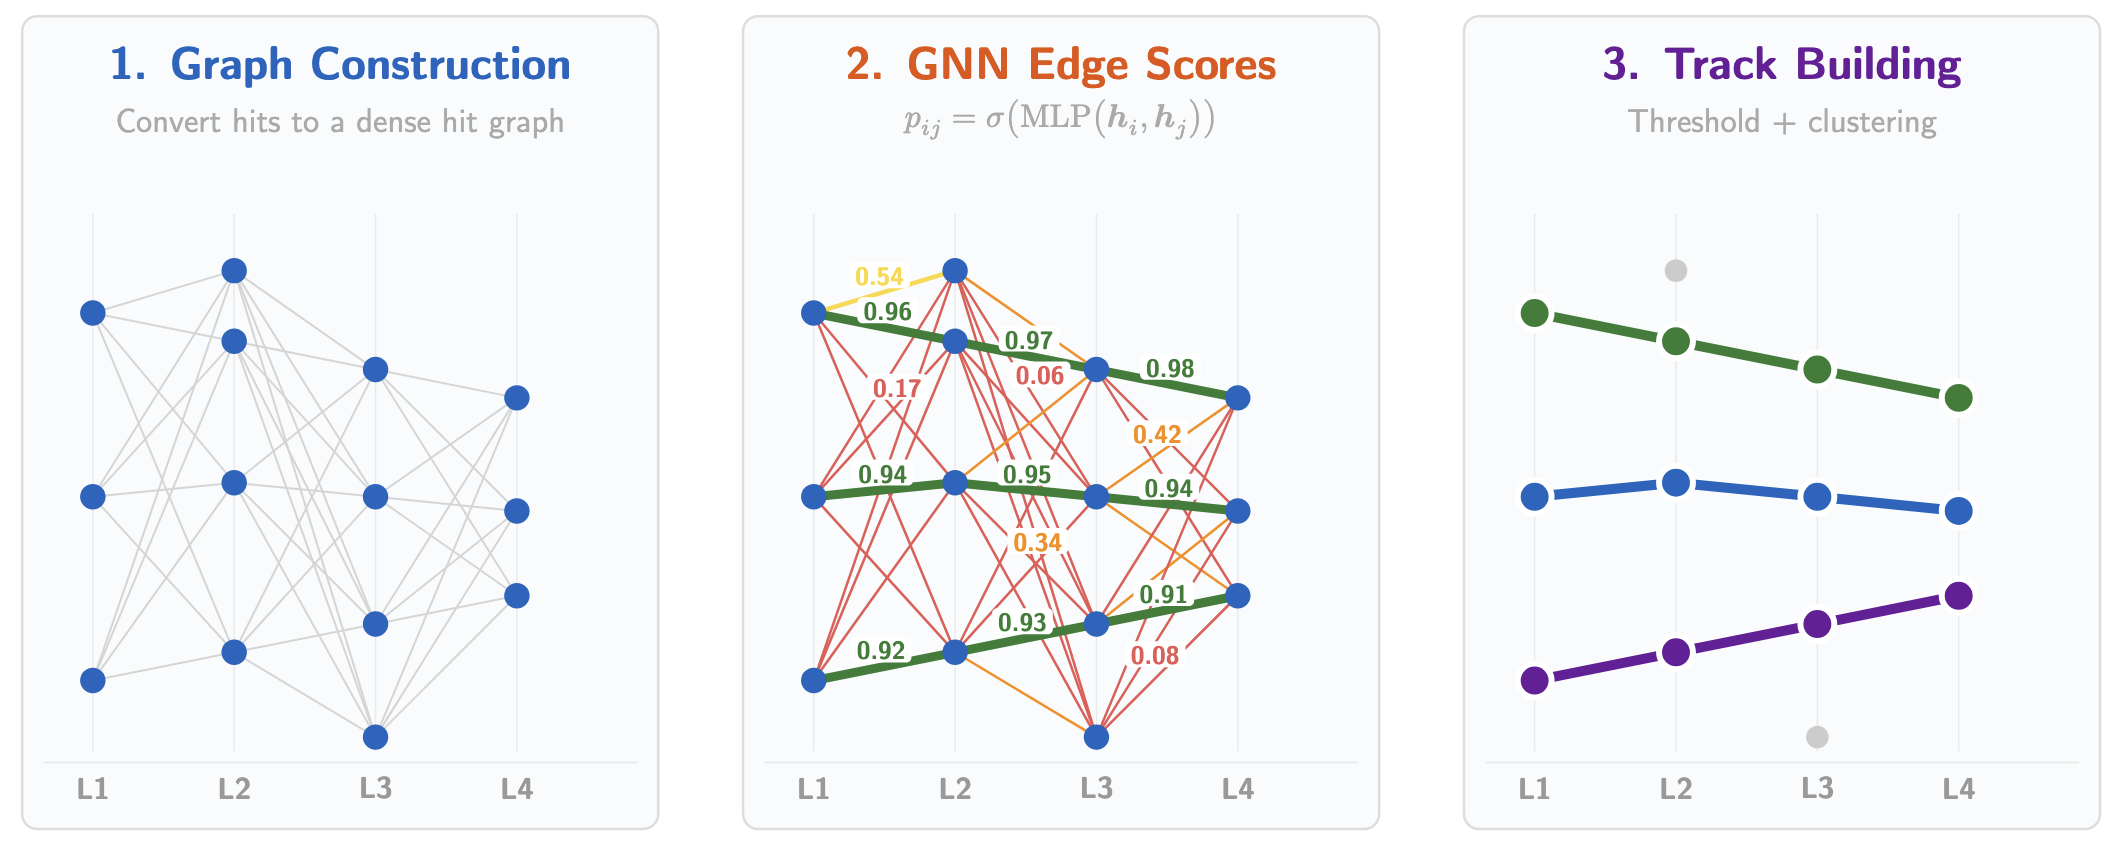 1. Graph Construction
Convert hits to a dense hit graph
L1 L2 L3 L4
2. GNN Edge Scores
p_{ij} = σ(MLP(h_i, h_j))
0.54
0.96
0.97
0.98
0.06
0.17
0.42
0.94
0.95
0.94
0.34
0.91
0.93
0.92
0.08
L1 L2 L3 L4
3. Track Building
Threshold + clustering
L1 L2 L3 L4